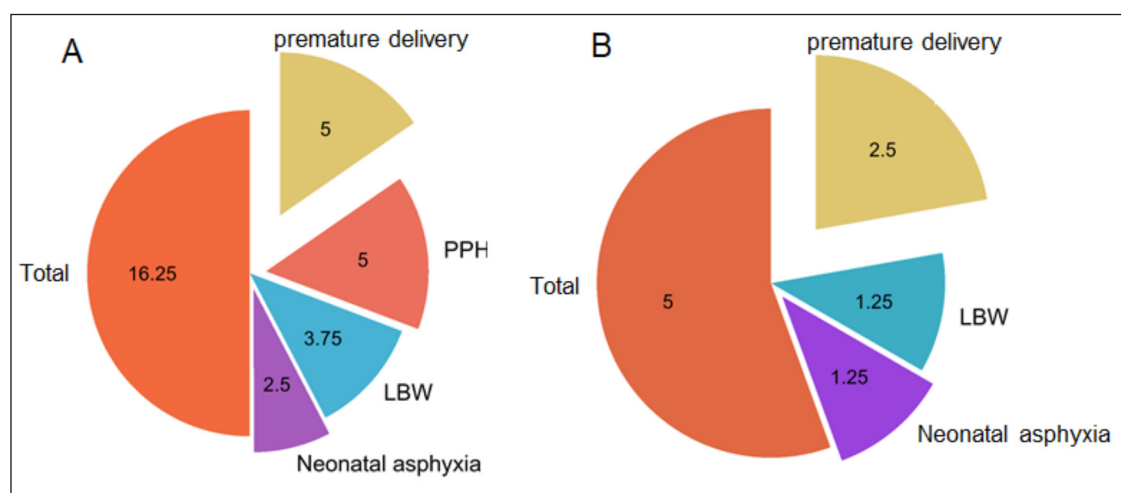 A
premature delivery
5
PPH
5
Total
16.25
3.75
LBW
2.5
Neonatal asphyxia
B
premature delivery
2.5
Total
5
1.25
LBW
1.25
Neonatal asphyxia